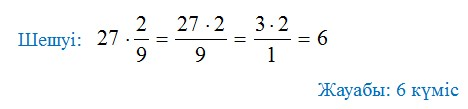 Шешуі: 27 · 2/9 = (27 · 2)/9 = (3 · 2)/1 = 6
Жауабы: 6 күміс